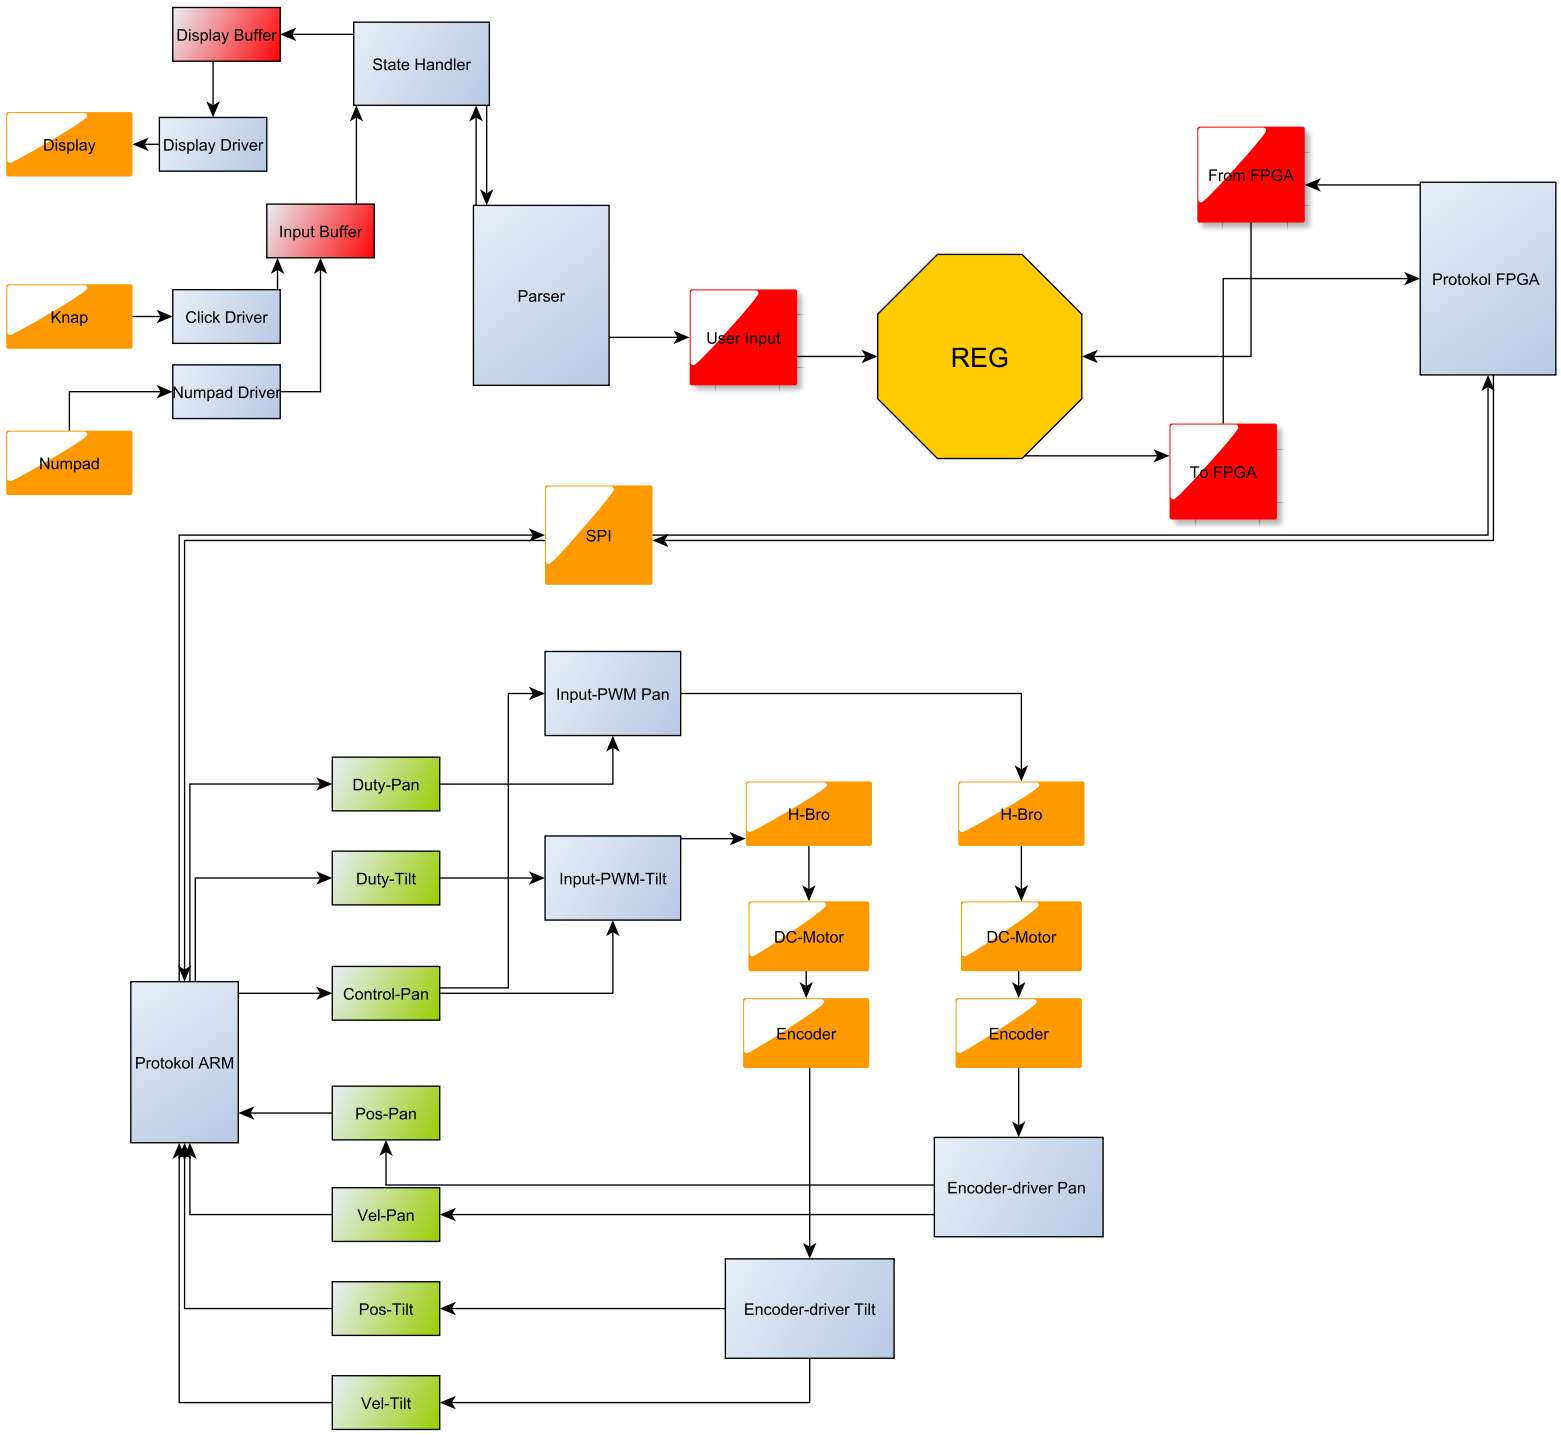 Display Buffer
State Handler
Display
Display Driver
From FPGA
Input Buffer
Protokol FPGA
Parser
Knap
Click Driver
User Input
REG
Numpad Driver
Numpad
To FPGA
SPI
Input-PWM Pan
Duty-Pan
H-Bro
H-Bro
Duty-Tilt
Input-PWM-Tilt
DC-Motor
DC-Motor
Control-Pan
Encoder
Encoder
Protokol ARM
Pos-Pan
Encoder-driver Pan
Vel-Pan
Pos-Tilt
Encoder-driver Tilt
Vel-Tilt